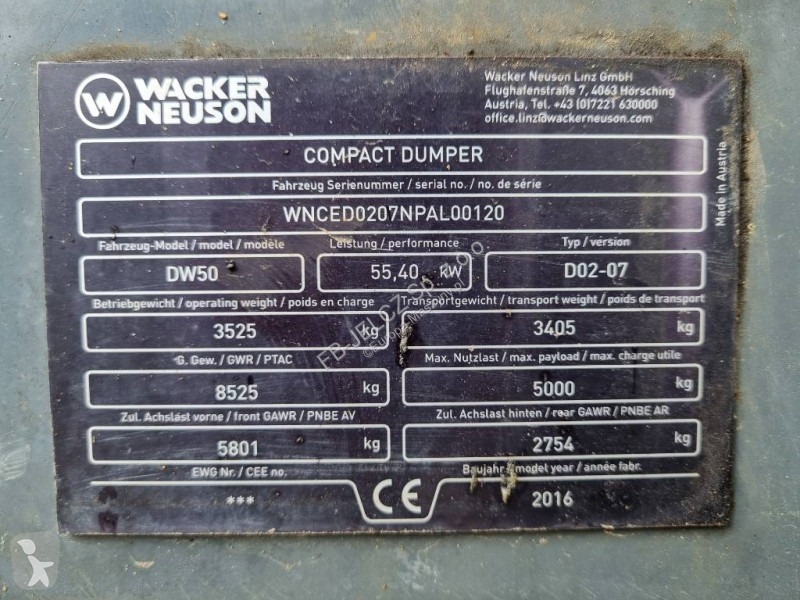 WACKER
NEUSON
Wacker Neuson Linz GmbH
Flughafenstraße 7, 4063 Hörsching
Austria, Tel. +43 (0)7221 630000
office.linz@wackerneuson.com
COMPACT DUMPER
Made in Austria
Fahrzeug Seriennummer / serial no. / no. de série
WNCED0207NPAL00120
Fahrzeug-Model / model / modèle
Leistung / performance
Typ / version
DW50
55,40 kW
D02-07
Betriebgewicht / operating weight / poids en charge
Transportgewicht / transport weight / poids de transport
3525 kg
3405 kg
G. Gew. / GWR / PTAC
Max. Nutzlast / max. payload / max. charge utile
8525 kg
5000 kg
Zul. Achslast vorne / front GAWR / PNBE AV
Zul. Achslast hinten / rear GAWR / PNBE AR
5801 kg
2754 kg
EWG Nr. / CEE no.
Baujahr / model year / année fabr.
***
CE
2016